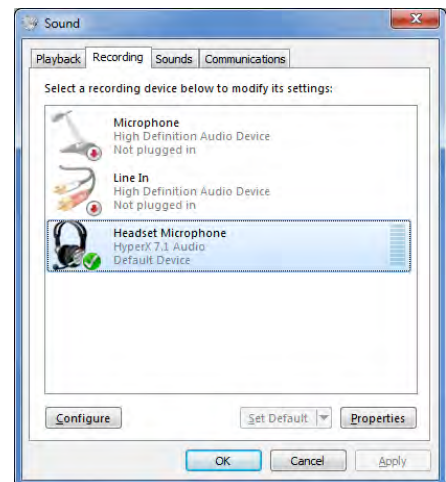 Sound
Playback Recording Sounds Communications
Select a recording device below to modify its settings:
Microphone
High Definition Audio Device
Not plugged in
Line In
High Definition Audio Device
Not plugged in
Headset Microphone
HyperX 7.1 Audio
Default Device
Configure Set Default Properties
OK Cancel Apply